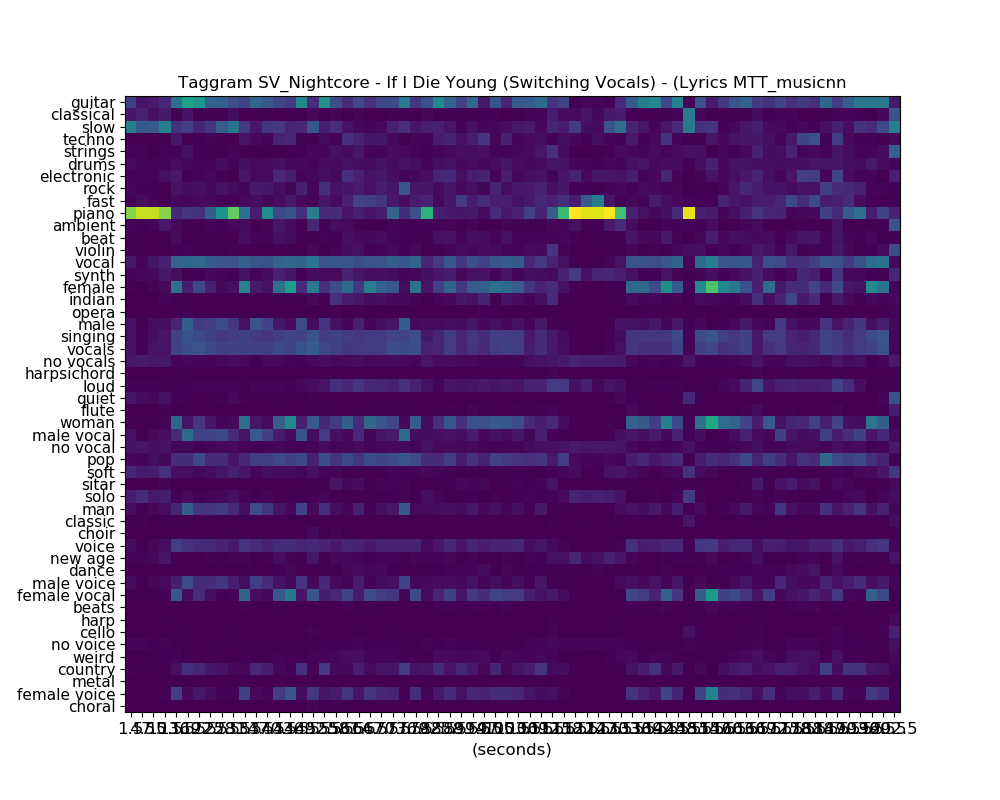 Taggram SV_Nightcore - If I Die Young (Switching Vocals) - (Lyrics MTT_musicnn
guitar
classical
slow
techno
strings
drums
electronic
rock
fast
piano
ambient
beat
violin
vocal
synth
female
indian
opera
male
singing
vocals
no vocals
harpsichord
loud
quiet
flute
woman
male vocal
no vocal
pop
soft
sitar
solo
man
classic
choir
voice
new age
dance
male voice
female vocal
beats
harp
cello
no voice
weird
country
metal
female voice
choral
(seconds)